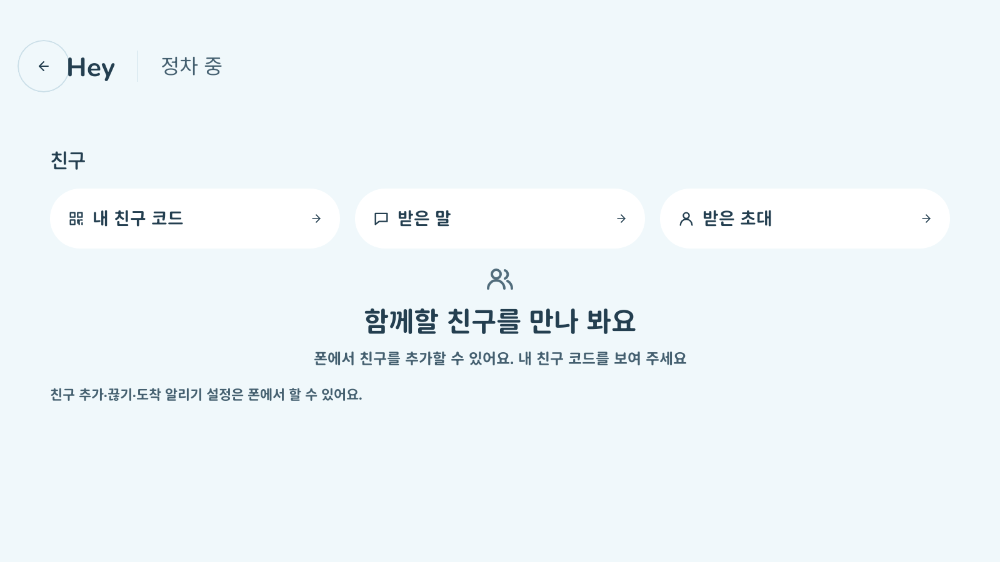 Hey
정차 중
친구
내 친구 코드
받은 말
받은 초대
함께할 친구를 만나 봐요
폰에서 친구를 추가할 수 있어요. 내 친구 코드를 보여 주세요
친구 추가·끊기·도착 알리기 설정은 폰에서 할 수 있어요.